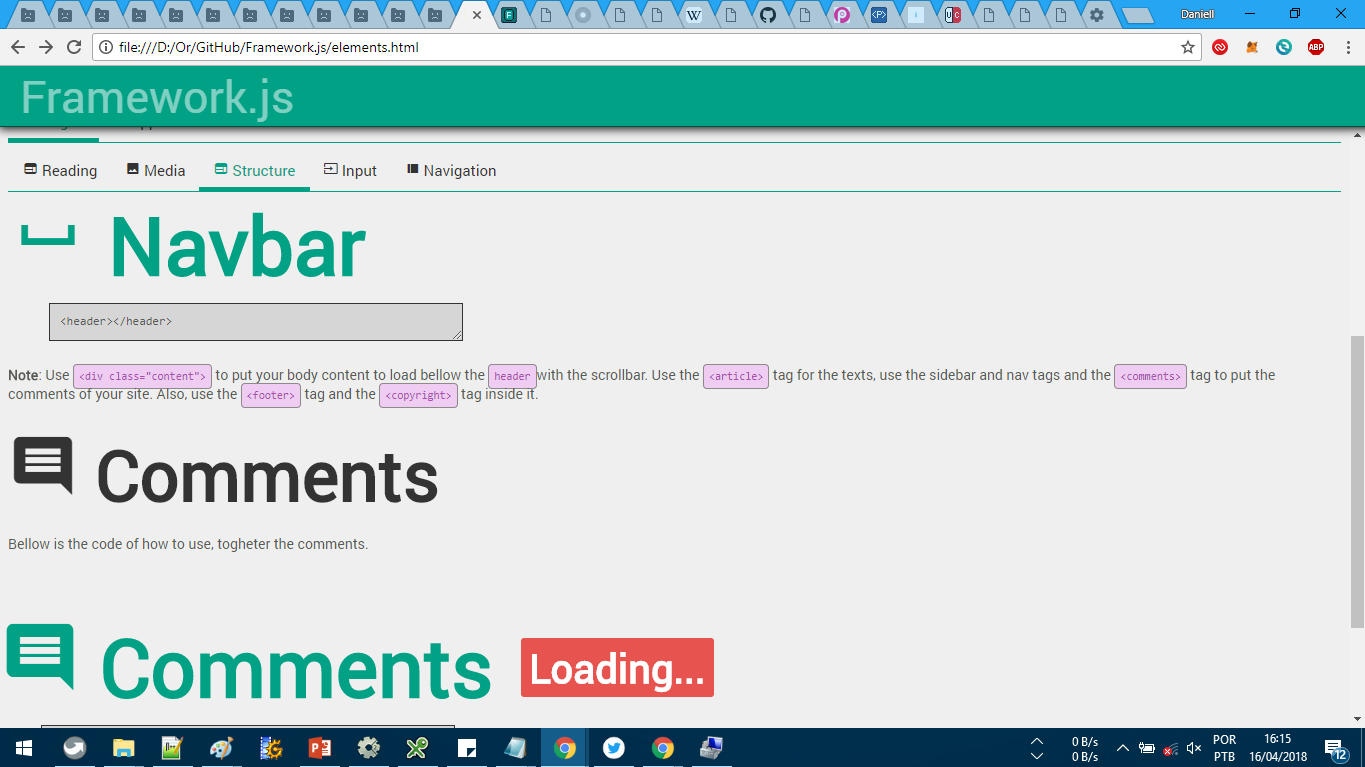 Daniell
file:///D:/Or/GitHub/Framework.js/elements.html
ABP
Framework.js
Reading Media Structure Input Navigation
Navbar
<header></header>
Note: Use <div class="content"> to put your body content to load bellow the header with the scrollbar. Use the <article> tag for the texts, use the sidebar and nav tags and the <comments> tag to put the
comments of your site. Also, use the <footer> tag and the <copyright> tag inside it.
Comments
Bellow is the code of how to use, togheter the comments.
Comments Loading...
0 B/s POR 16:15
0 B/s PTB 16/04/2018 12